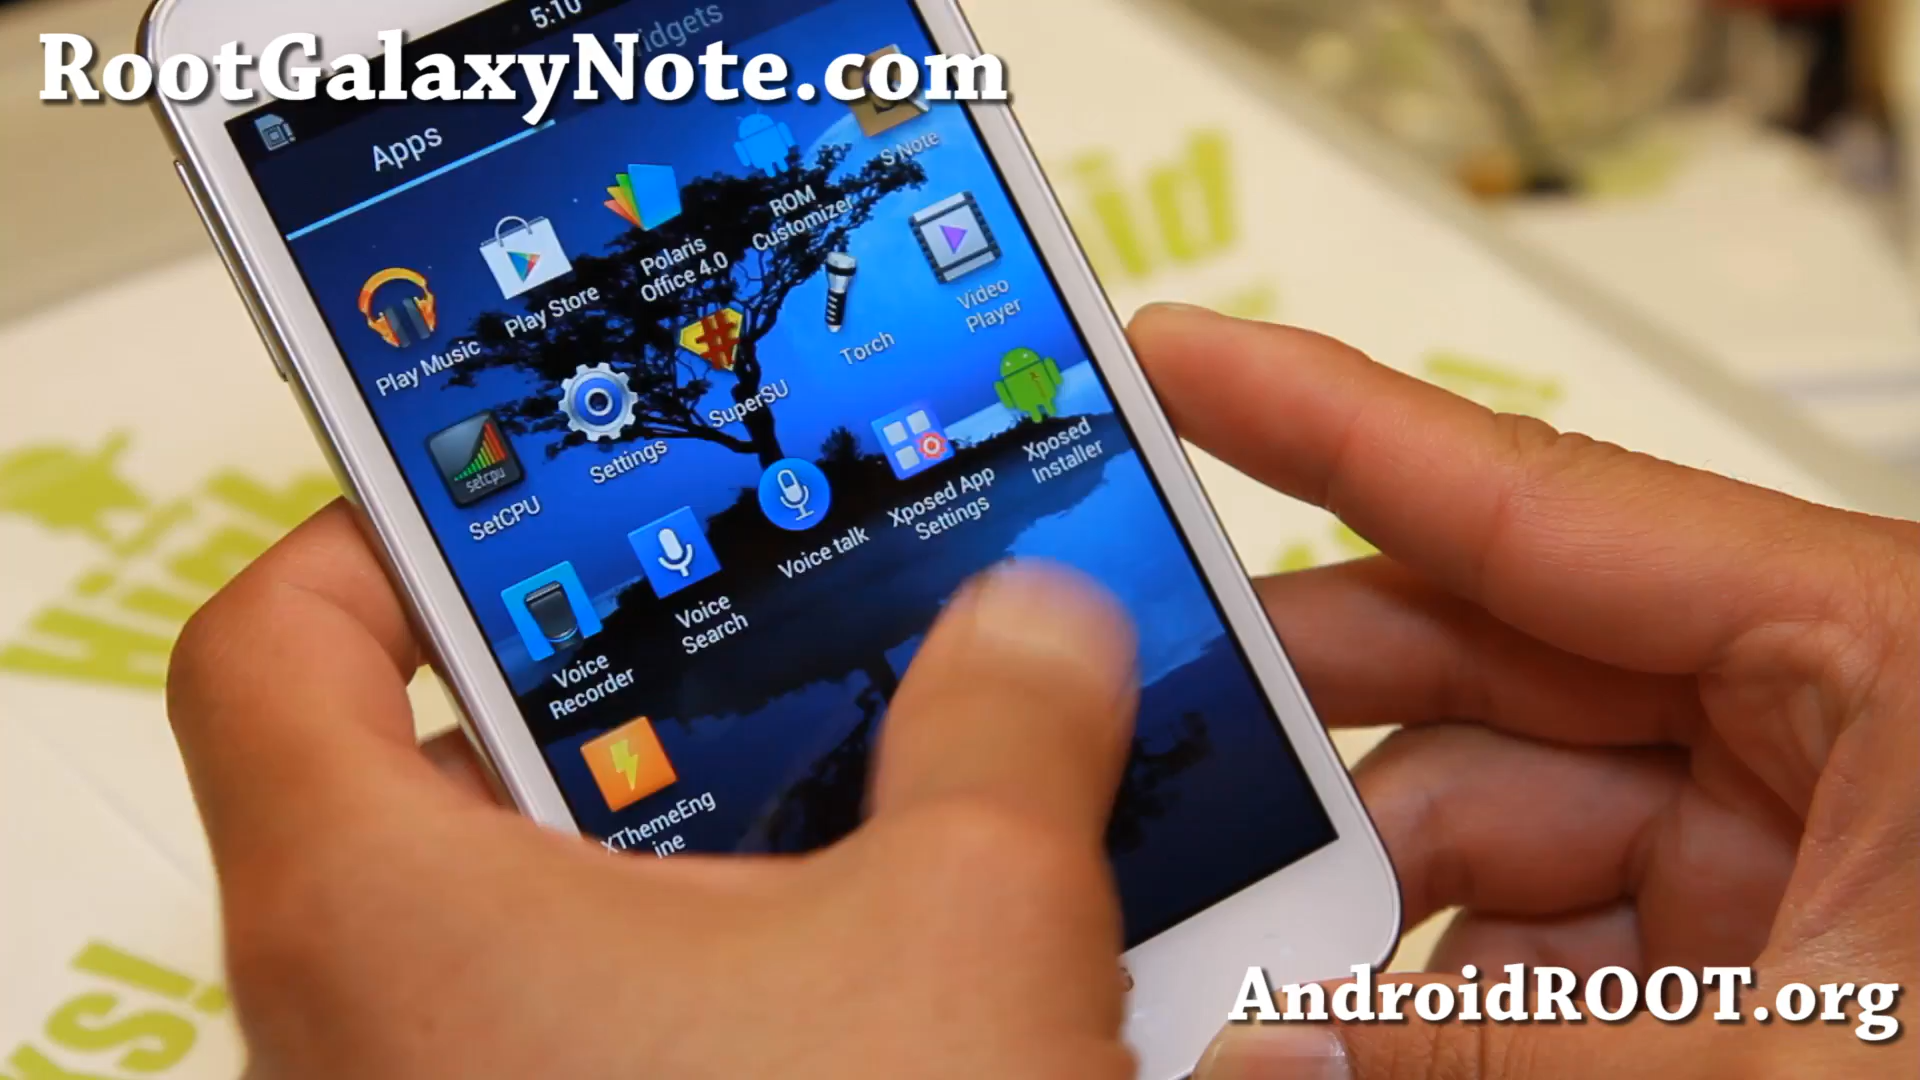 5:10
RootGalaxyNote.com
Apps
Widgets
Play Music
Play Store
Polaris
Office 4.0
ROM
Customizer
S Note
SetCPU
setcpu
Settings
SuperSU
Torch
Video
Player
Voice
Recorder
Voice
Search
Voice talk
Xposed App
Settings
Xposed
Installer
XThemeEng
ine
AndroidROOT.org